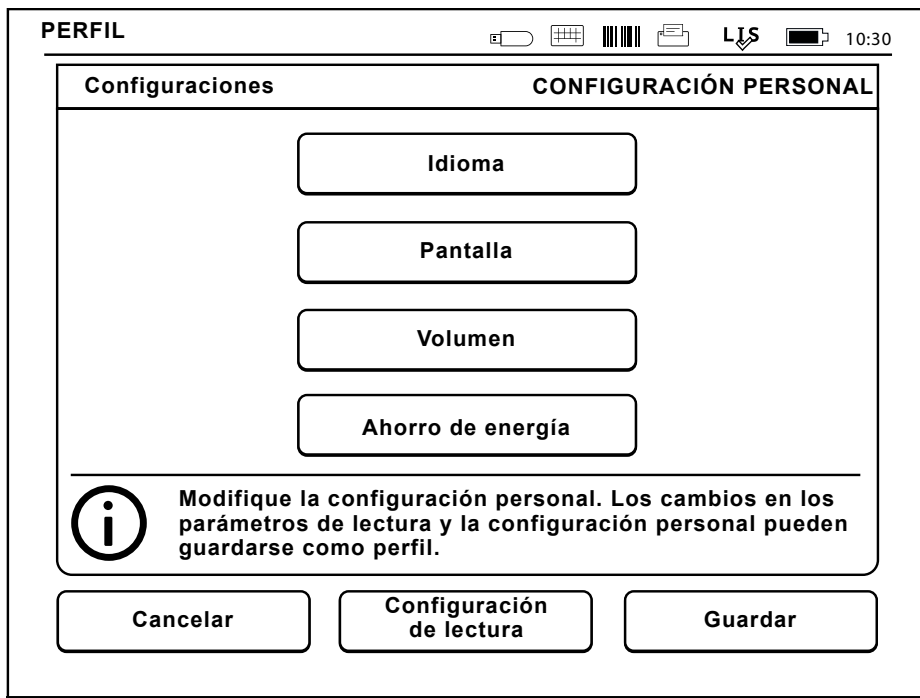 PERFIL
LIS
10:30
Configuraciones
CONFIGURACIÓN PERSONAL
Idioma
Pantalla
Volumen
Ahorro de energía
Modifique la configuración personal. Los cambios en los
parámetros de lectura y la configuración personal pueden
guardarse como perfil.
Cancelar
Configuración
de lectura
Guardar